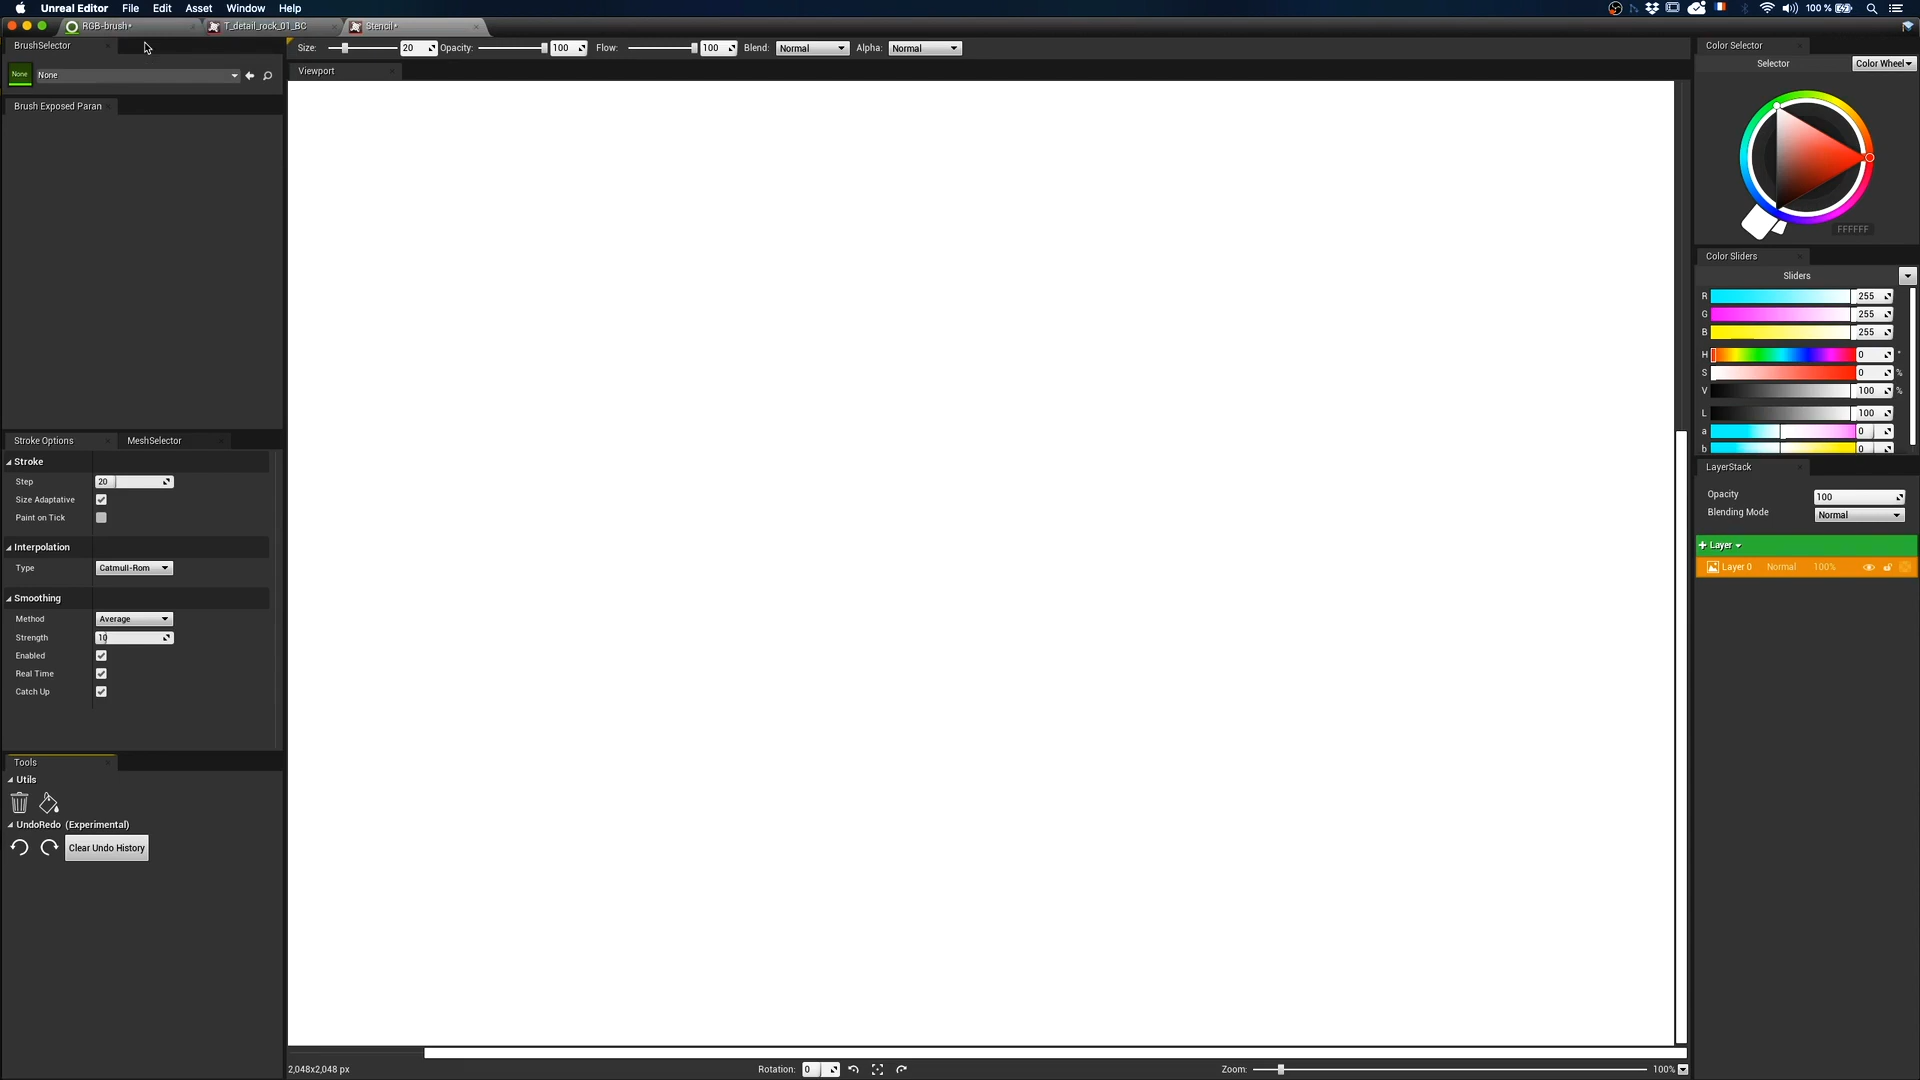 Unreal Editor File Edit Asset Window Help 100 %
RGB-brush* T_detail_rock_01_BC Stencil*
BrushSelector
None None
Brush Exposed Paran
Stroke Options MeshSelector
Stroke
Step 20
Size Adaptative
Paint on Tick
Interpolation
Type Catmull-Rom
Smoothing
Method Average
Strength 10
Enabled
Real Time
Catch Up
Tools
Utils
UndoRedo (Experimental)
Clear Undo History
Size: 20 Opacity: 100 Flow: 100 Blend: Normal Alpha: Normal
Viewport
2,048x2,048 px Rotation: 0 Zoom: 100%
Color Selector
Selector Color Wheel
FFFFFF
Color Sliders
Sliders
R 255
G 255
B 255
H 0 °
S 0 %
V 100 %
L 100
a 0
b 0
LayerStack
Opacity 100
Blending Mode Normal
+ Layer
Layer 0 Normal 100%